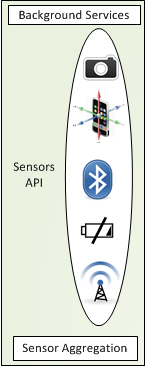 Background Services
Sensors
API
Sensor Aggregation